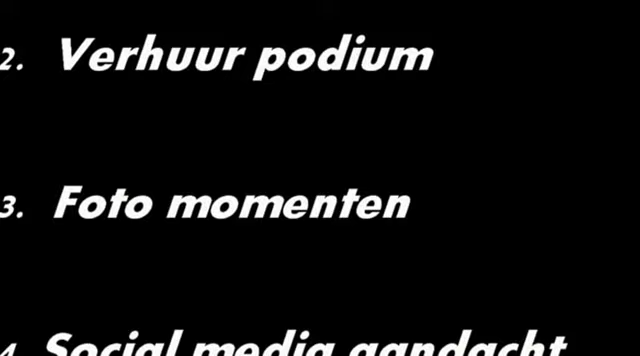 2. Verhuur podium
3. Foto momenten
4 Social media aandacht